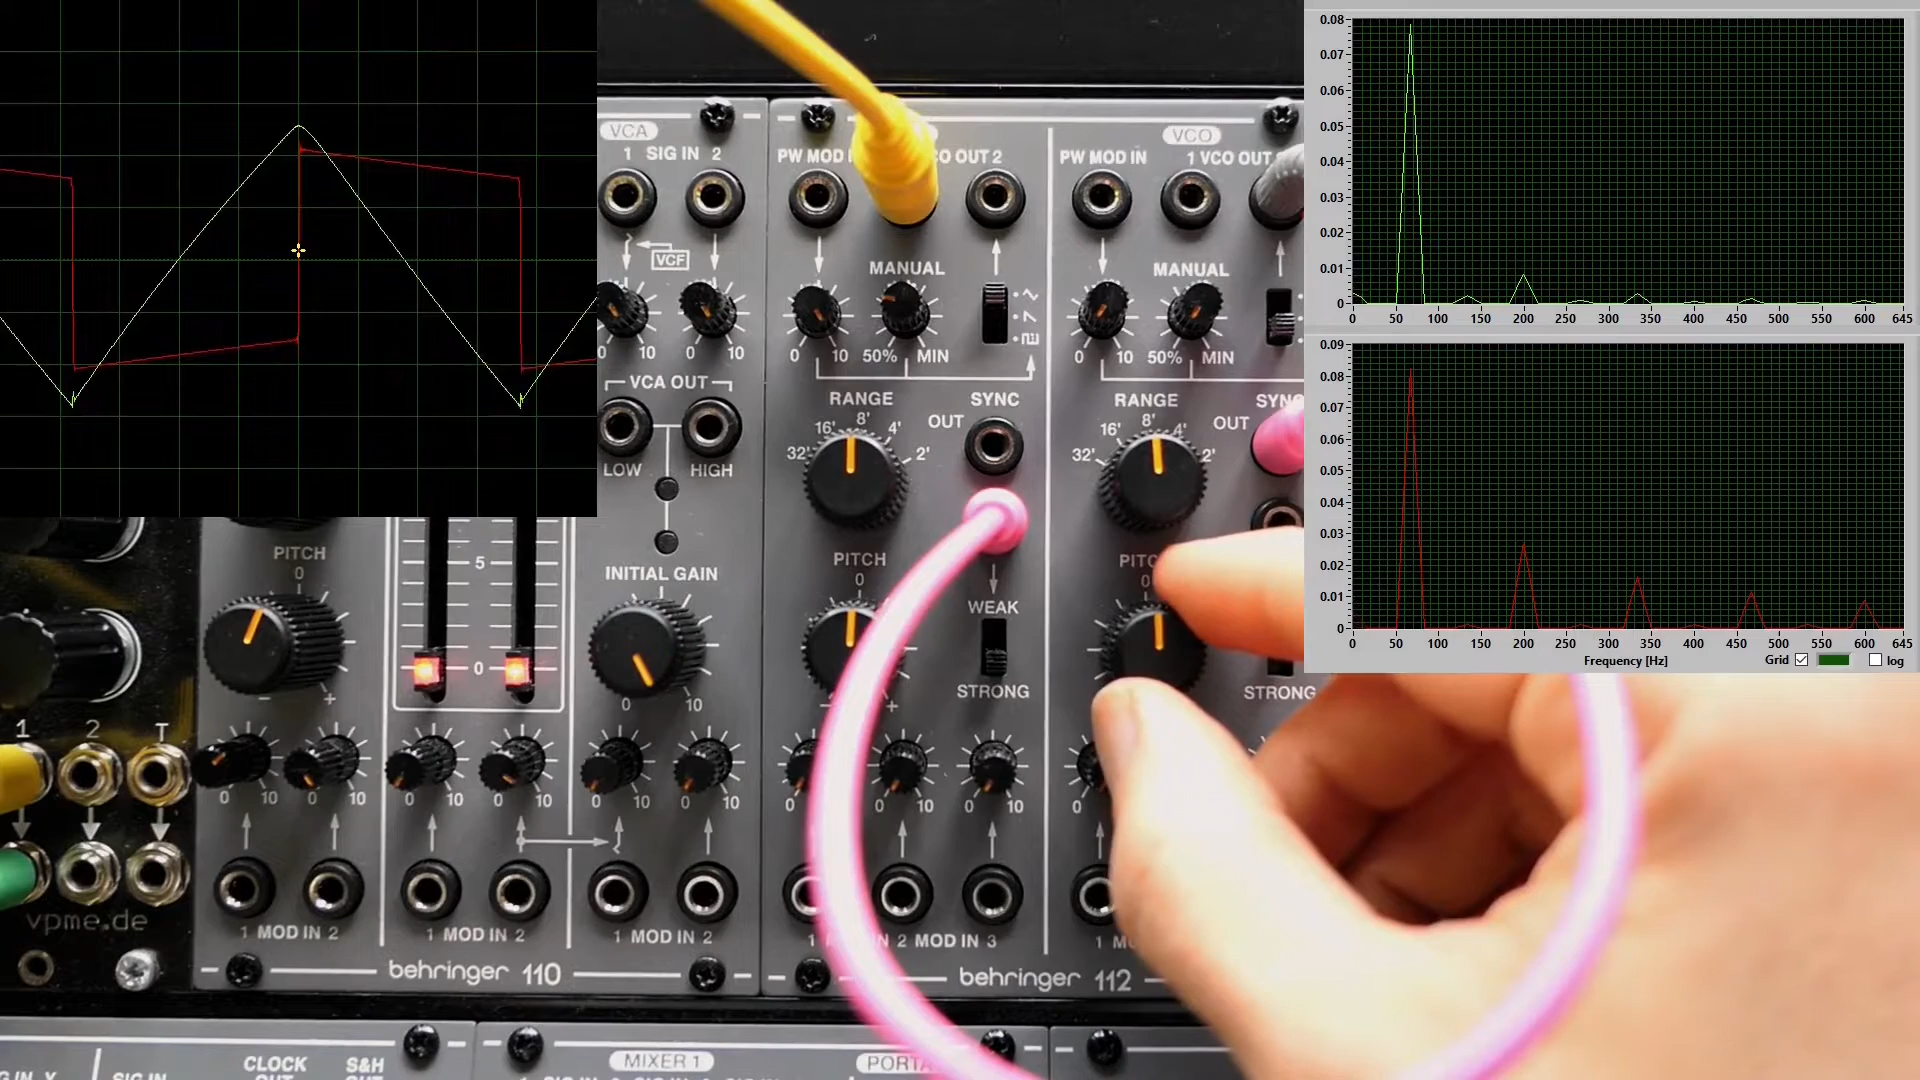 VCA
1 SIG IN 2
VCF
0 10 0 10
VCA OUT
LOW HIGH
INITIAL GAIN
0 10
PITCH
0
− +
5
0
1 2 T
0 10 0 10 0 10 0 10 0 10 10
1 MOD IN 2 1 MOD IN 2 1 MOD IN 2
vpme.de
behringer 110
PW MOD OUT 2
MANUAL
0 10 50% MIN
RANGE
32' 16' 8' 4' 2'
SYNC
OUT
PITCH
0
+
WEAK
STRONG
0 10 10
1 IN 2 MOD IN 3
behringer 112
VCO
PW MOD IN 1 VCO OUT
MANUAL
0 10 50% MIN
RANGE
32' 16' 8' 4' 2'
SYNC
OUT
0
STRONG
0
1
CLOCK S&H
MIXER 1
0.08
0.07
0.06
0.05
0.04
0.03
0.02
0.01
0
0 50 100 150 200 250 300 350 400 450 500 550 600 645
0.09
0.08
0.07
0.06
0.05
0.04
0.03
0.02
0.01
0
0 50 100 150 200 250 300 350 400 450 500 550 600 645
Frequency [Hz]
Grid log